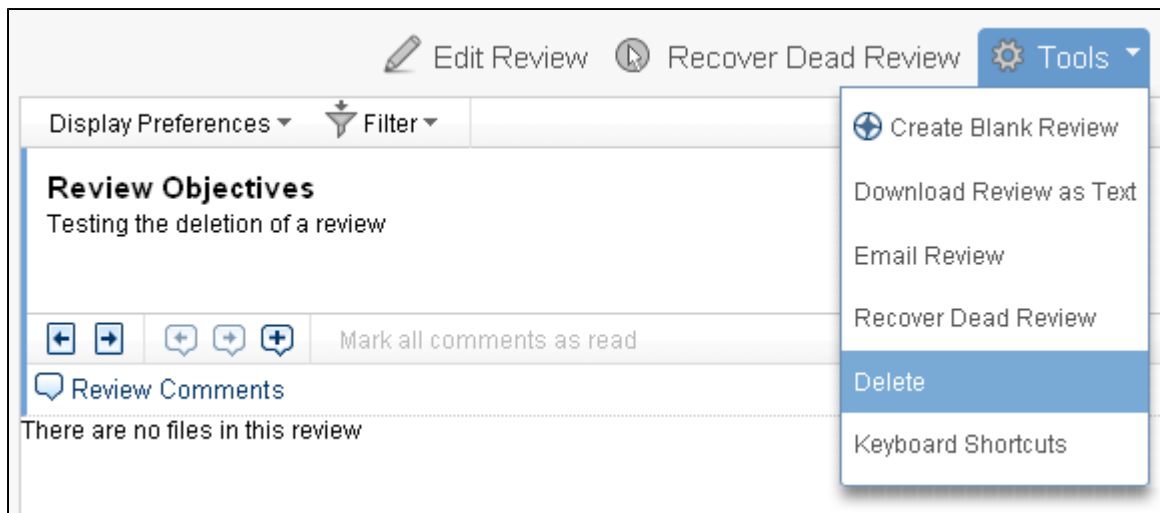 Edit Review Recover Dead Review Tools
Display Preferences Filter
Create Blank Review
Download Review as Text
Email Review
Recover Dead Review
Delete
Keyboard Shortcuts
Review Objectives
Testing the deletion of a review
Mark all comments as read
Review Comments
There are no files in this review